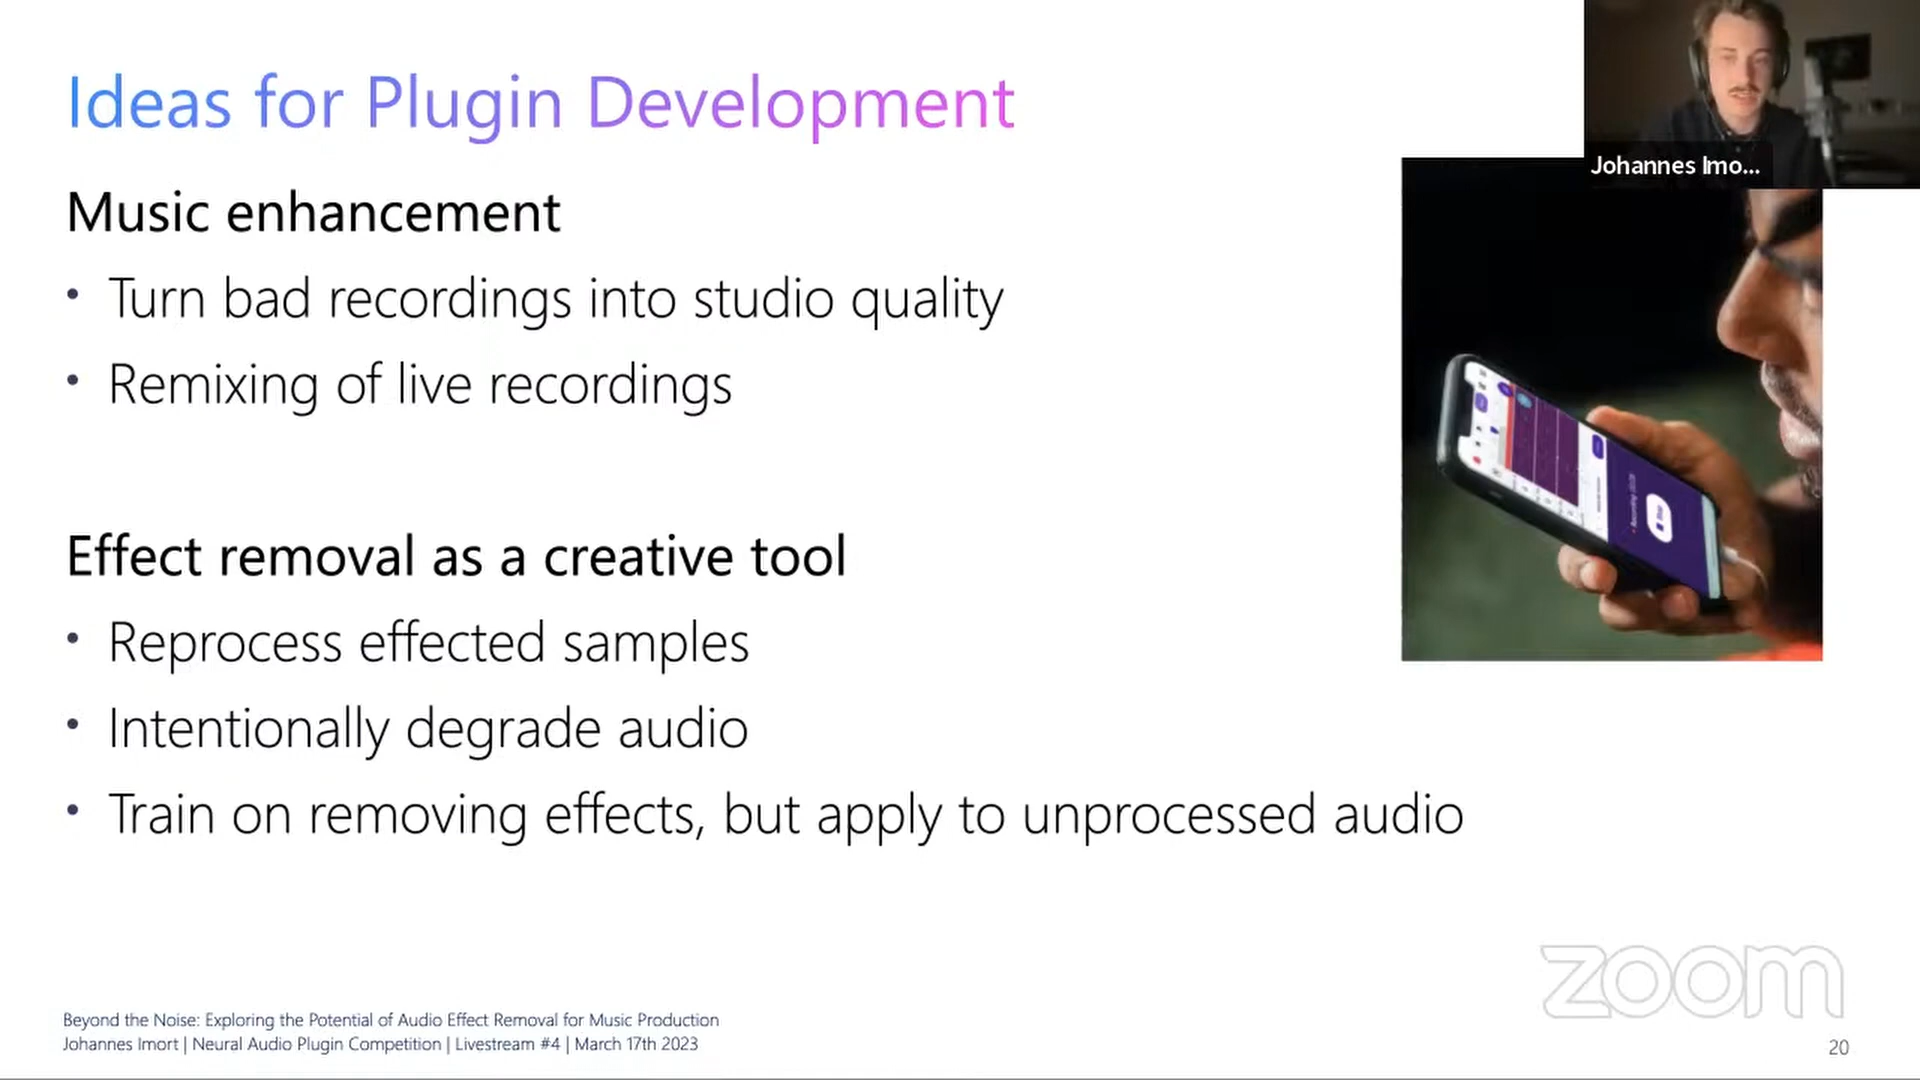 Ideas for Plugin Development
Johannes Imo...
Music enhancement
• Turn bad recordings into studio quality
• Remixing of live recordings
Effect removal as a creative tool
• Reprocess effected samples
• Intentionally degrade audio
• Train on removing effects, but apply to unprocessed audio
zoom
Beyond the Noise: Exploring the Potential of Audio Effect Removal for Music Production
Johannes Imort | Neural Audio Plugin Competition | Livestream #4 | March 17th 2023
20